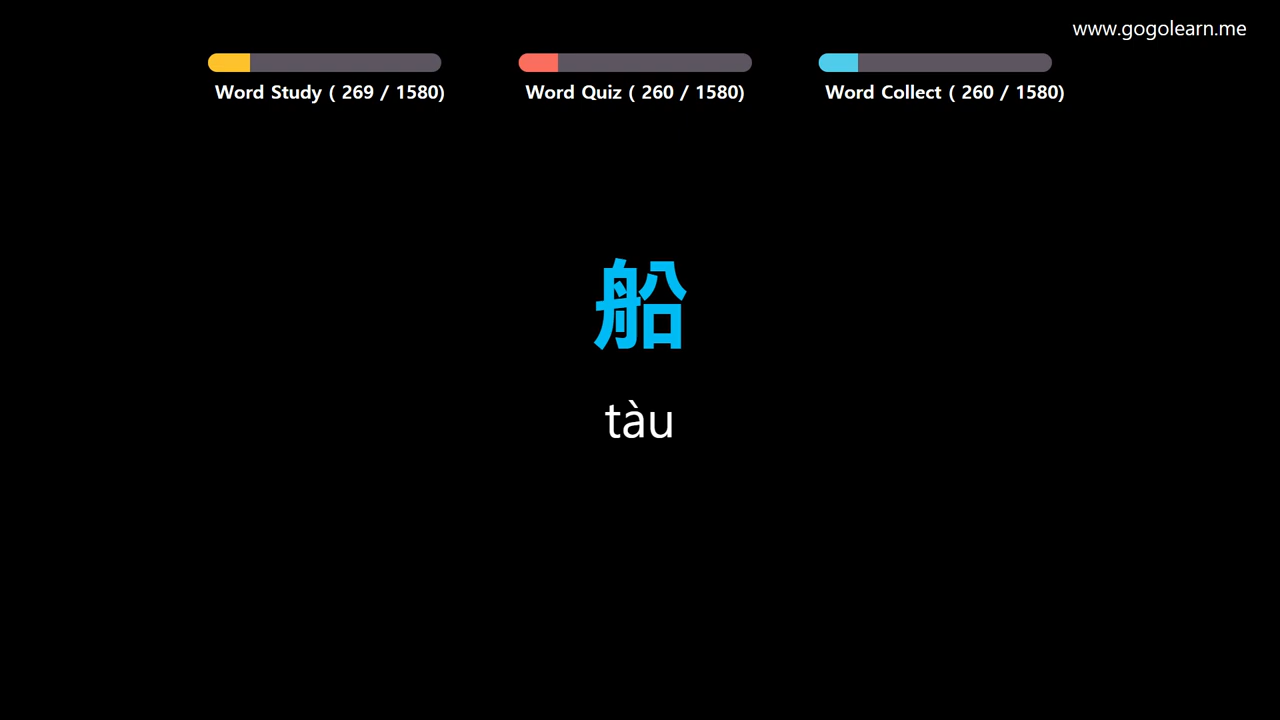 www.gogolearn.me
Word Study ( 269 / 1580)
Word Quiz ( 260 / 1580)
Word Collect ( 260 / 1580)
船
tàu